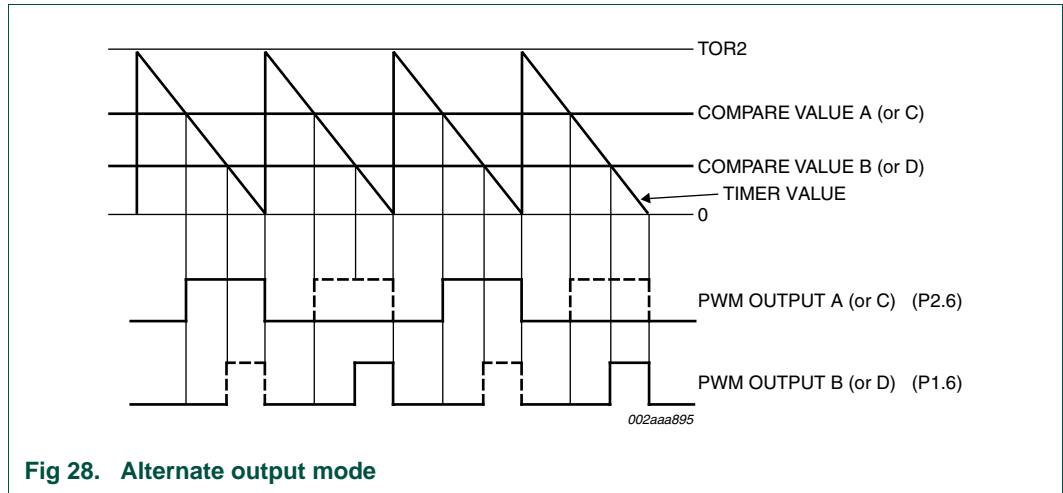 TOR2
COMPARE VALUE A (or C)
COMPARE VALUE B (or D)
TIMER VALUE
0
PWM OUTPUT A (or C) (P2.6)
PWM OUTPUT B (or D) (P1.6)
002aaa895
Fig 28. Alternate output mode